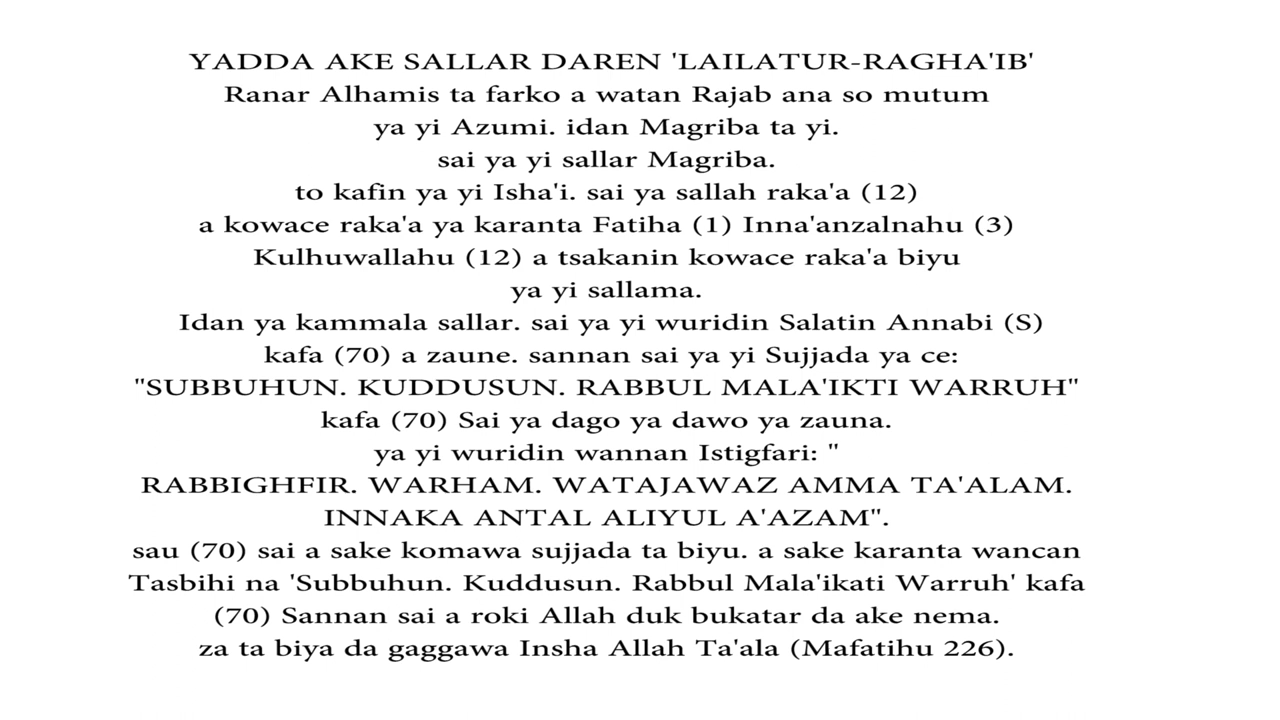 YADDA AKE SALLAR DAREN 'LAILATUR-RAGHA'IB'
Ranar Alhamis ta farko a watan Rajab ana so mutum
ya yi Azumi. idan Magriba ta yi.
sai ya yi sallar Magriba.
to kafin ya yi Isha'i. sai ya sallah raka'a (12)
a kowace raka'a ya karanta Fatiha (1) Inna'anzalnahu (3)
Kulhuwallahu (12) a tsakanin kowace raka'a biyu
ya yi sallama.
Idan ya kammala sallar. sai ya yi wuridin Salatin Annabi (S)
kafa (70) a zaune. sannan sai ya yi Sujjada ya ce:
"SUBBUHUN. KUDDUSUN. RABBUL MALA'IKTI WARRUH"
kafa (70) Sai ya dago ya dawo ya zauna.
ya yi wuridin wannan Istigfari: "
RABBIGHFIR. WARHAM. WATAJAWAZ AMMA TA'ALAM.
INNAKA ANTAL ALIYUL A'AZAM".
sau (70) sai a sake komawa sujjada ta biyu. a sake karanta wancan
Tasbihi na 'Subbuhun. Kuddusun. Rabbul Mala'ikati Warruh' kafa
(70) Sannan sai a roki Allah duk bukatar da ake nema.
za ta biya da gaggawa Insha Allah Ta'ala (Mafatihu 226).